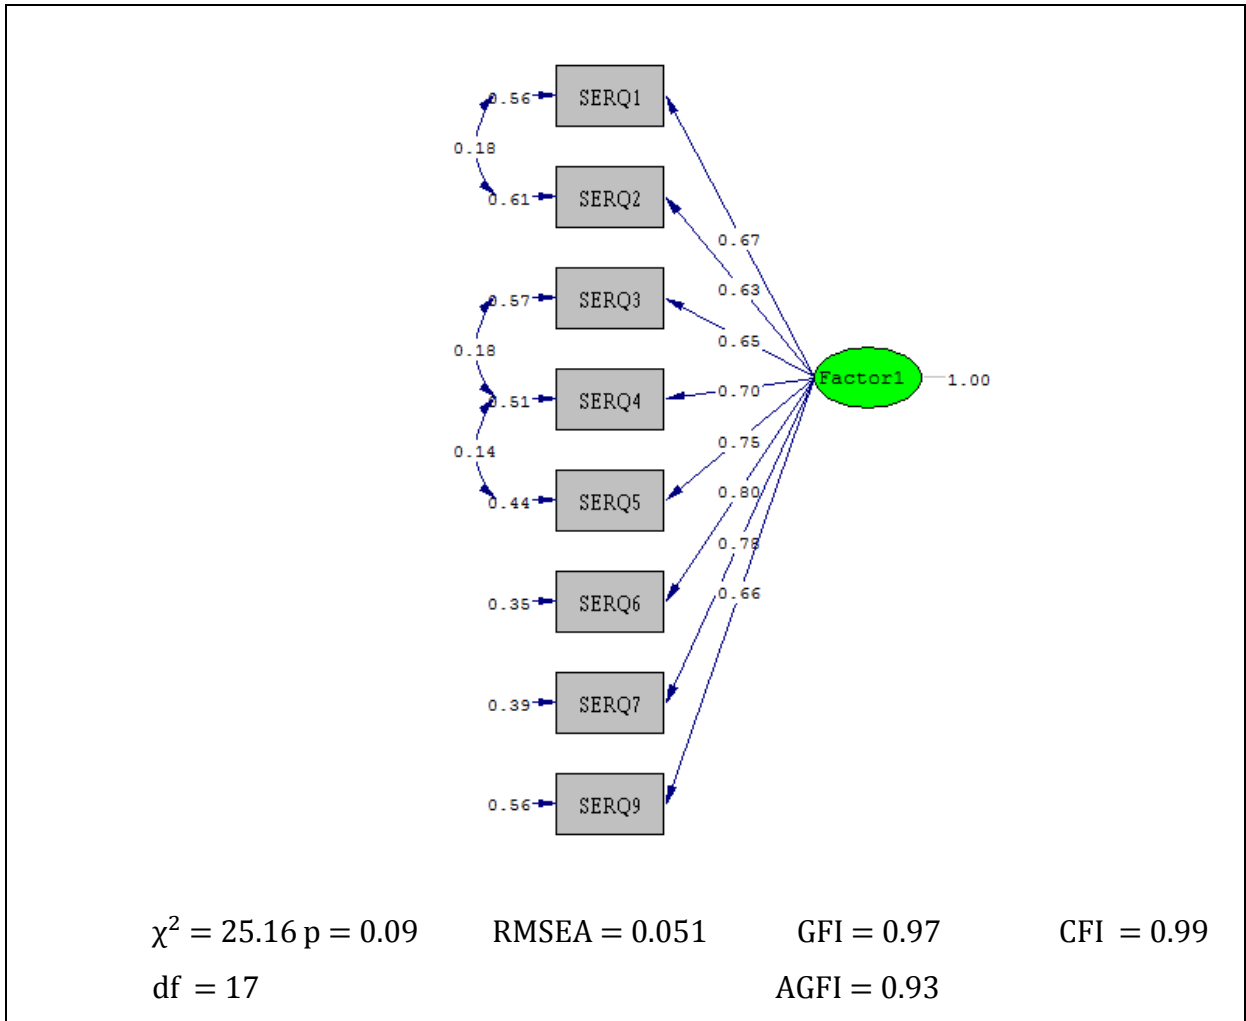 0.56 SERQ1
0.18
0.61 SERQ2
0.67
0.63
0.57 SERQ3
0.65
0.18
Factor1 1.00
0.70
0.51 SERQ4
0.75
0.14
0.80
0.44 SERQ5
0.78
0.66
0.35 SERQ6
0.39 SERQ7
0.56 SERQ9
χ² = 25.16 p = 0.09 RMSEA = 0.051 GFI = 0.97 CFI = 0.99
df = 17 AGFI = 0.93